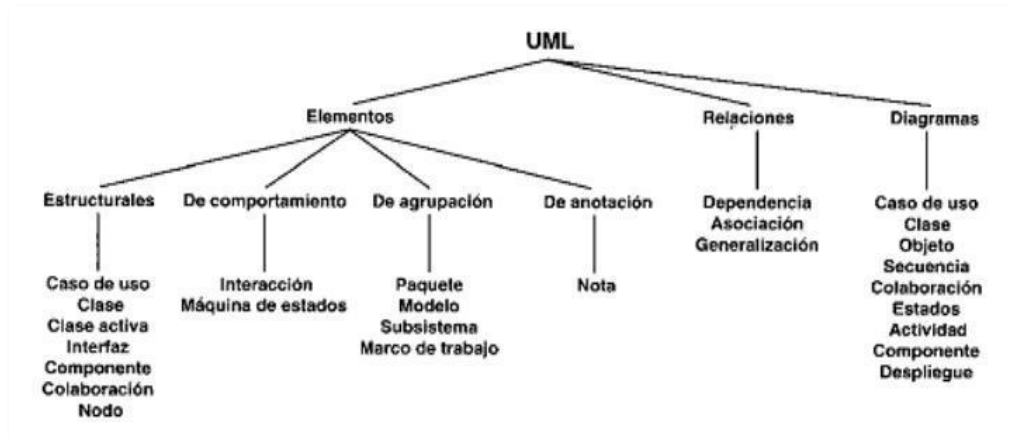 UML
Elementos
Relaciones
Diagramas
Estructurales
De comportamiento
De agrupación
De anotación
Dependencia
Asociación
Generalización
Caso de uso
Clase
Objeto
Secuencia
Colaboración
Estados
Actividad
Componente
Despliegue
Caso de uso
Clase
Clase activa
Interfaz
Componente
Colaboración
Nodo
Interacción
Máquina de estados
Paquete
Modelo
Subsistema
Marco de trabajo
Nota